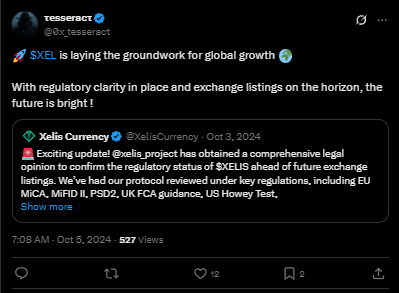 τesseracτ
@0x_tesseract
🚀 $XEL is laying the groundwork for global growth 🌍
With regulatory clarity in place and exchange listings on the horizon, the
future is bright !
Xelis Currency @XelisCurrency · Oct 3, 2024
🚨 Exciting update! @xelis_project has obtained a comprehensive legal
opinion to confirm the regulatory status of $XELIS ahead of future exchange
listings. We've had our protocol reviewed under key regulations, including EU
MiCA, MiFID II, PSD2, UK FCA guidance, US Howey Test,
Show more
7:08 AM · Oct 5, 2024 · 527 Views
12
2